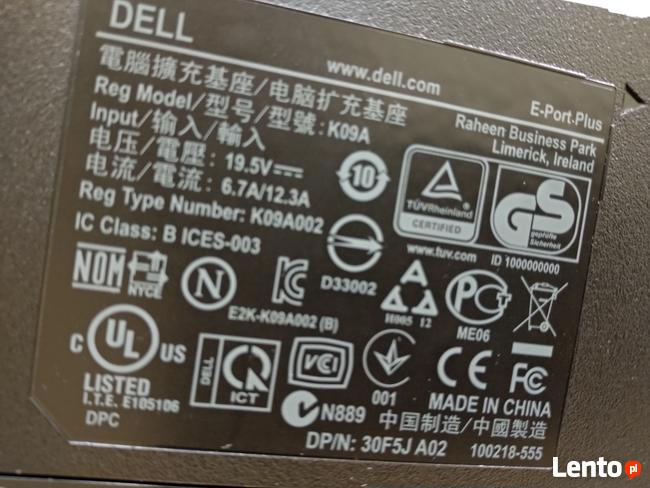 DELL
www.dell.com
E-Port-Plus
電腦擴充基座/电脑扩充基座
Raheen Business Park
Limerick, Ireland
Reg Model/型号/型號: K09A
Input/输入/輸入
电压/電壓: 19.5V
电流/電流: 6.7A/12.3A
Reg Type Number: K09A002
IC Class: B ICES-003
10
TÜVRheinland
CERTIFIED
GS
geprüfte
Sicherheit
www.tuv.com
ID 1000000000
NOM
NYCE
N
D33002
E2K-K09A002 (B)
H005 12
ME06
C UL US
LISTED
I.T.E. E105106
DPC
DELL
ICT
VCI
001
N889
CE FC
MADE IN CHINA
中国制造/中國製造
DP/N: 30F5J A02
100218-555
Lento.pl